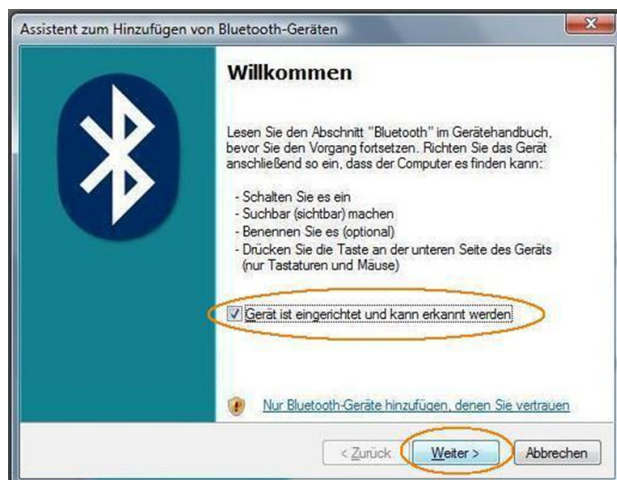 Assistent zum Hinzufügen von Bluetooth-Geräten
Willkommen
Lesen Sie den Abschnitt "Bluetooth" im Gerätehandbuch,
bevor Sie den Vorgang fortsetzen. Richten Sie das Gerät
anschließend so ein, dass der Computer es finden kann:
- Schalten Sie es ein
- Suchbar (sichtbar) machen
- Benennen Sie es (optional)
- Drücken Sie die Taste an der unteren Seite des Geräts
(nur Tastaturen und Mäuse)
Gerät ist eingerichtet und kann erkannt werden
Nur Bluetooth-Geräte hinzufügen, denen Sie vertrauen
< Zurück Weiter > Abbrechen